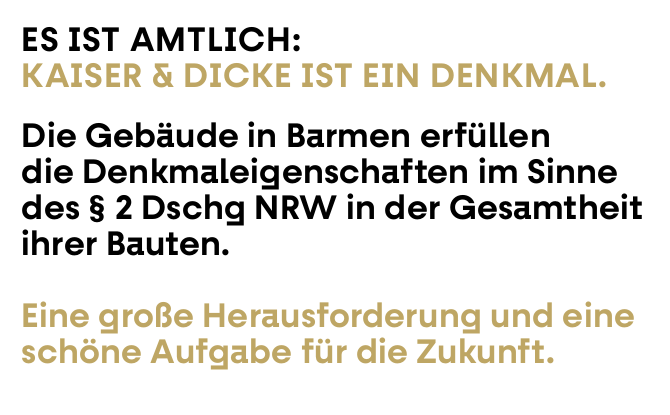 ES IST AMTLICH:
KAISER & DICKE IST EIN DENKMAL.
Die Gebäude in Barmen erfüllen
die Denkmaleigenschaften im Sinne
des § 2 Dschg NRW in der Gesamtheit
ihrer Bauten.
Eine große Herausforderung und eine
schöne Aufgabe für die Zukunft.